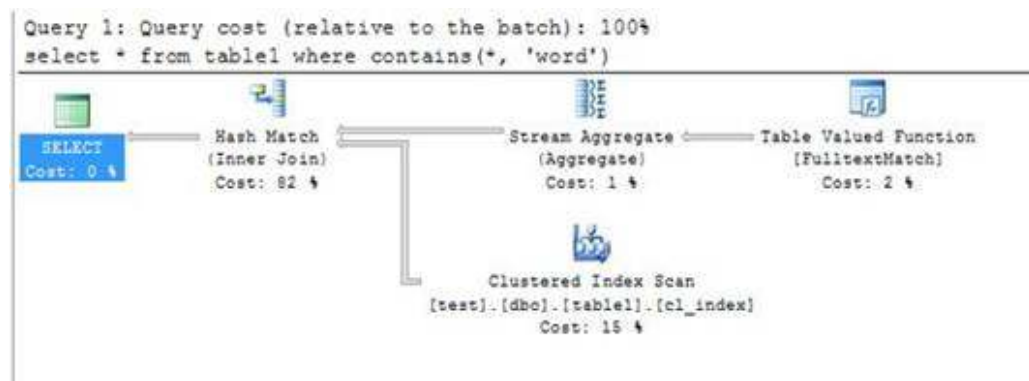 Query 1: Query cost (relative to the batch): 100%
select * from table1 where contains(*, 'word')
SELECT
Cost: 0 %
Hash Match
(Inner Join)
Cost: 82 %
Stream Aggregate
(Aggregate)
Cost: 1 %
Table Valued Function
[FulltextMatch]
Cost: 2 %
Clustered Index Scan
[test].[dbo].[table1].[cl_index]
Cost: 15 %